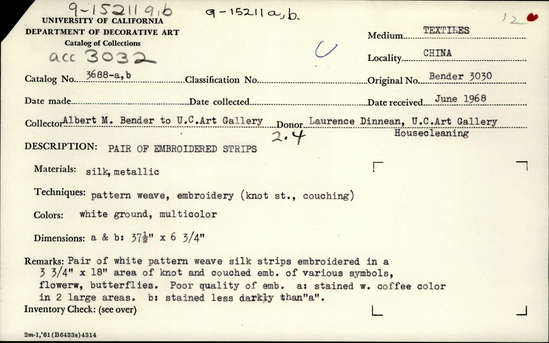 9-15211 a,b
9-15211 a,b.
12
UNIVERSITY OF CALIFORNIA
DEPARTMENT OF DECORATIVE ART
Catalog of Collections
acc 3032
Medium TEXTILES
Locality CHINA
Catalog No. 3688-a,b Classification No. Original No. Bender 3030
Date made Date collected Date received June 1968
Collector Albert M. Bender to U.C.Art Gallery Donor Laurence Dinnean, U.C.Art Gallery
2.4 Housecleaning
DESCRIPTION: PAIR OF EMBROIDERED STRIPS
Materials: silk, metallic
Techniques: pattern weave, embroidery (knot st., couching)
Colors: white ground, multicolor
Dimensions: a & b: 37½" x 6 3/4"
Remarks: Pair of white pattern weave silk strips embroidered in a
3 3/4" x 18" area of knot and couched emb. of various symbols,
flowerw, butterflies. Poor quality of emb. a: stained w. coffee color
in 2 large areas. b: stained less darkly than"a".
Inventory Check: (see over)
2m-1,'61(B6433s)4314